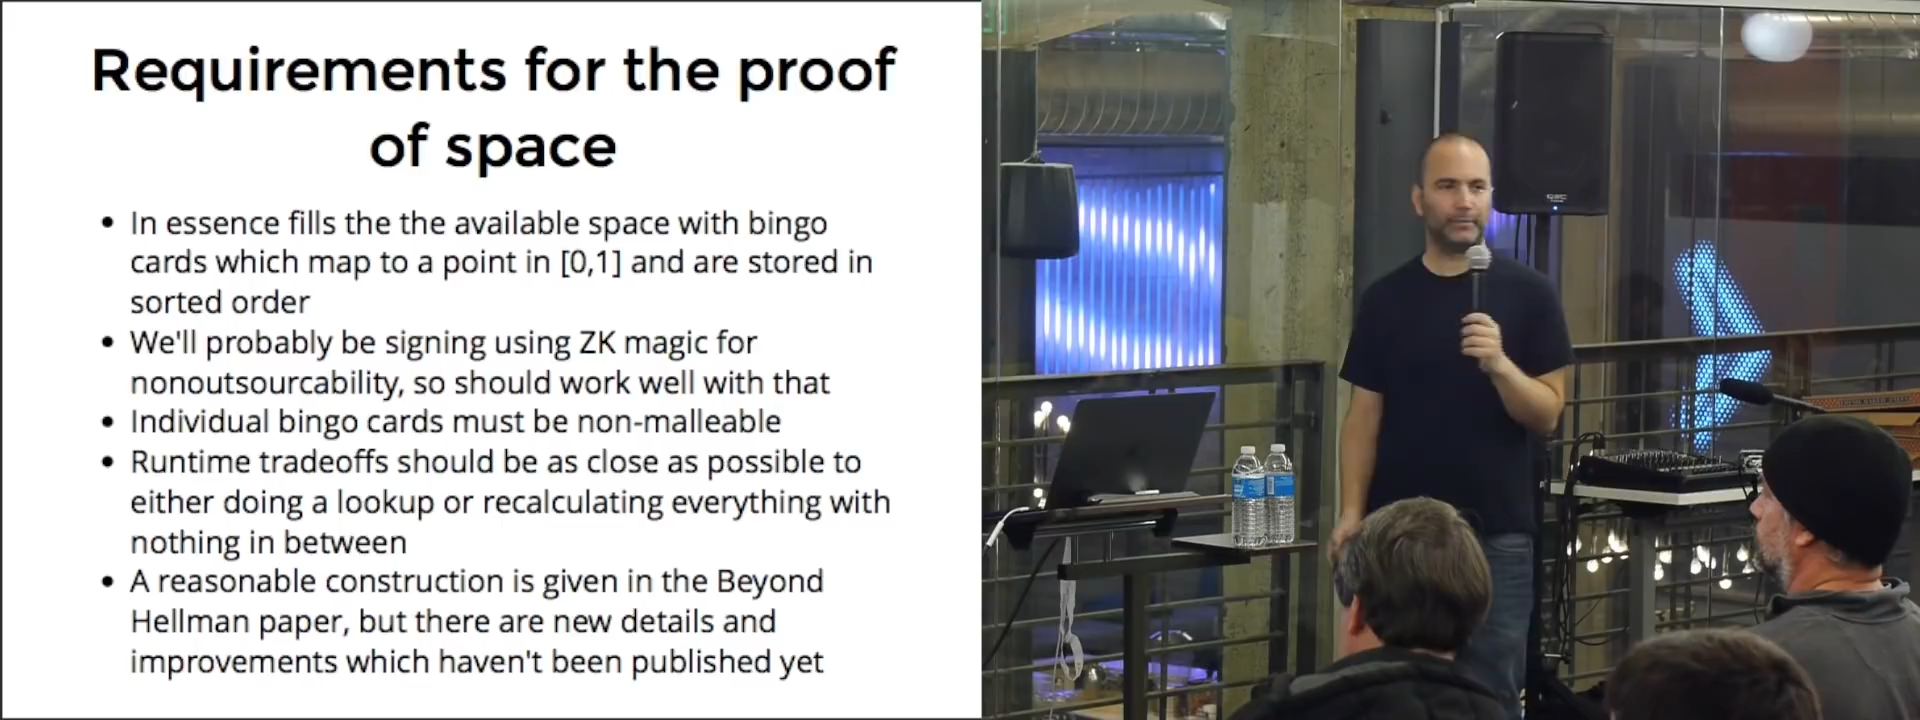 Requirements for the proof
of space
In essence fills the the available space with bingo
cards which map to a point in [0,1] and are stored in
sorted order
We'll probably be signing using ZK magic for
nonoutsourcability, so should work well with that
Individual bingo cards must be non-malleable
Runtime tradeoffs should be as close as possible to
either doing a lookup or recalculating everything with
nothing in between
A reasonable construction is given in the Beyond
Hellman paper, but there are new details and
improvements which haven't been published yet
QSC